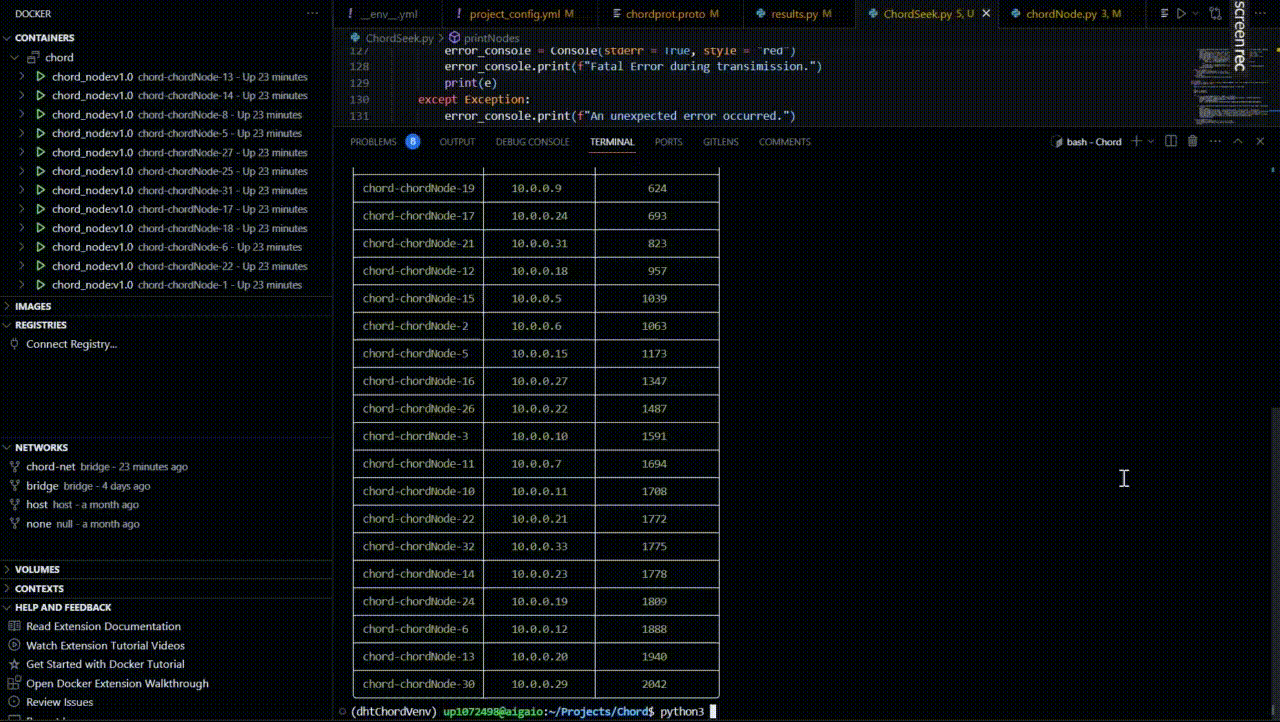 DOCKER ···
CONTAINERS
chord
chord_node:v1.0 chord-chordNode-13 - Up 23 minutes
chord_node:v1.0 chord-chordNode-14 - Up 23 minutes
chord_node:v1.0 chord-chordNode-8 - Up 23 minutes
chord_node:v1.0 chord-chordNode-5 - Up 23 minutes
chord_node:v1.0 chord-chordNode-27 - Up 23 minutes
chord_node:v1.0 chord-chordNode-25 - Up 23 minutes
chord_node:v1.0 chord-chordNode-31 - Up 23 minutes
chord_node:v1.0 chord-chordNode-17 - Up 23 minutes
chord_node:v1.0 chord-chordNode-18 - Up 23 minutes
chord_node:v1.0 chord-chordNode-6 - Up 23 minutes
chord_node:v1.0 chord-chordNode-22 - Up 23 minutes
chord_node:v1.0 chord-chordNode-1 - Up 23 minutes
IMAGES
REGISTRIES
Connect Registry...
NETWORKS
chord-net bridge - 23 minutes ago
bridge bridge - 4 days ago
host host - a month ago
none null - a month ago
VOLUMES
CONTEXTS
HELP AND FEEDBACK
Read Extension Documentation
Watch Extension Tutorial Videos
Get Started with Docker Tutorial
Open Docker Extension Walkthrough
Review Issues
__env__.yml project_config.yml M chordprot.proto M results.py M ChordSeek.py 5, U chordNode.py 3, M
screenrec
ChordSeek.py > printNodes
127 error_console = Console(stderr = True, style = "red")
128 error_console.print(f"Fatal Error during transimission.")
129 print(e)
130 except Exception:
131 error_console.print(f"An unexpected error occurred.")
PROBLEMS 8 OUTPUT DEBUG CONSOLE TERMINAL PORTS GITLENS COMMENTS bash - Chord
chord-chordNode-19 10.0.0.9 624
chord-chordNode-17 10.0.0.24 693
chord-chordNode-21 10.0.0.31 823
chord-chordNode-12 10.0.0.18 957
chord-chordNode-15 10.0.0.5 1039
chord-chordNode-2 10.0.0.6 1063
chord-chordNode-5 10.0.0.15 1173
chord-chordNode-16 10.0.0.27 1347
chord-chordNode-26 10.0.0.22 1487
chord-chordNode-3 10.0.0.10 1591
chord-chordNode-11 10.0.0.7 1694
chord-chordNode-10 10.0.0.11 1708
chord-chordNode-22 10.0.0.21 1772
chord-chordNode-32 10.0.0.33 1775
chord-chordNode-14 10.0.0.23 1778
chord-chordNode-24 10.0.0.19 1809
chord-chordNode-6 10.0.0.12 1888
chord-chordNode-13 10.0.0.20 1940
chord-chordNode-30 10.0.0.29 2042
(dhtChordVenv) up1072498@aigaio:~/Projects/Chord$ python3